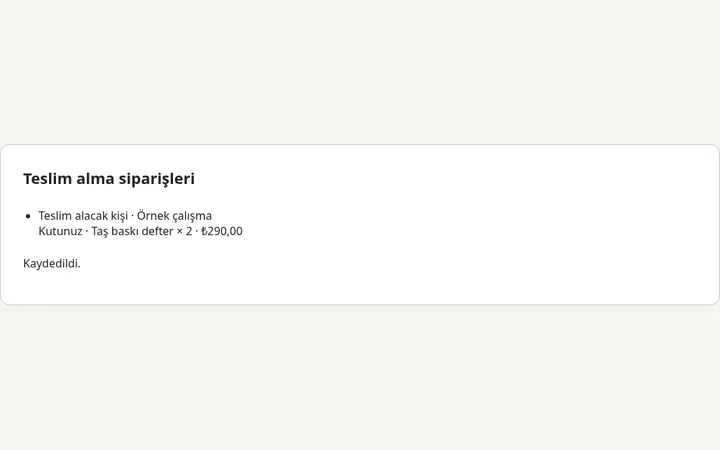 Teslim alma siparişleri
Teslim alacak kişi · Örnek çalışma
Kutunuz · Taş baskı defter × 2 · ₺290,00
Kaydedildi.